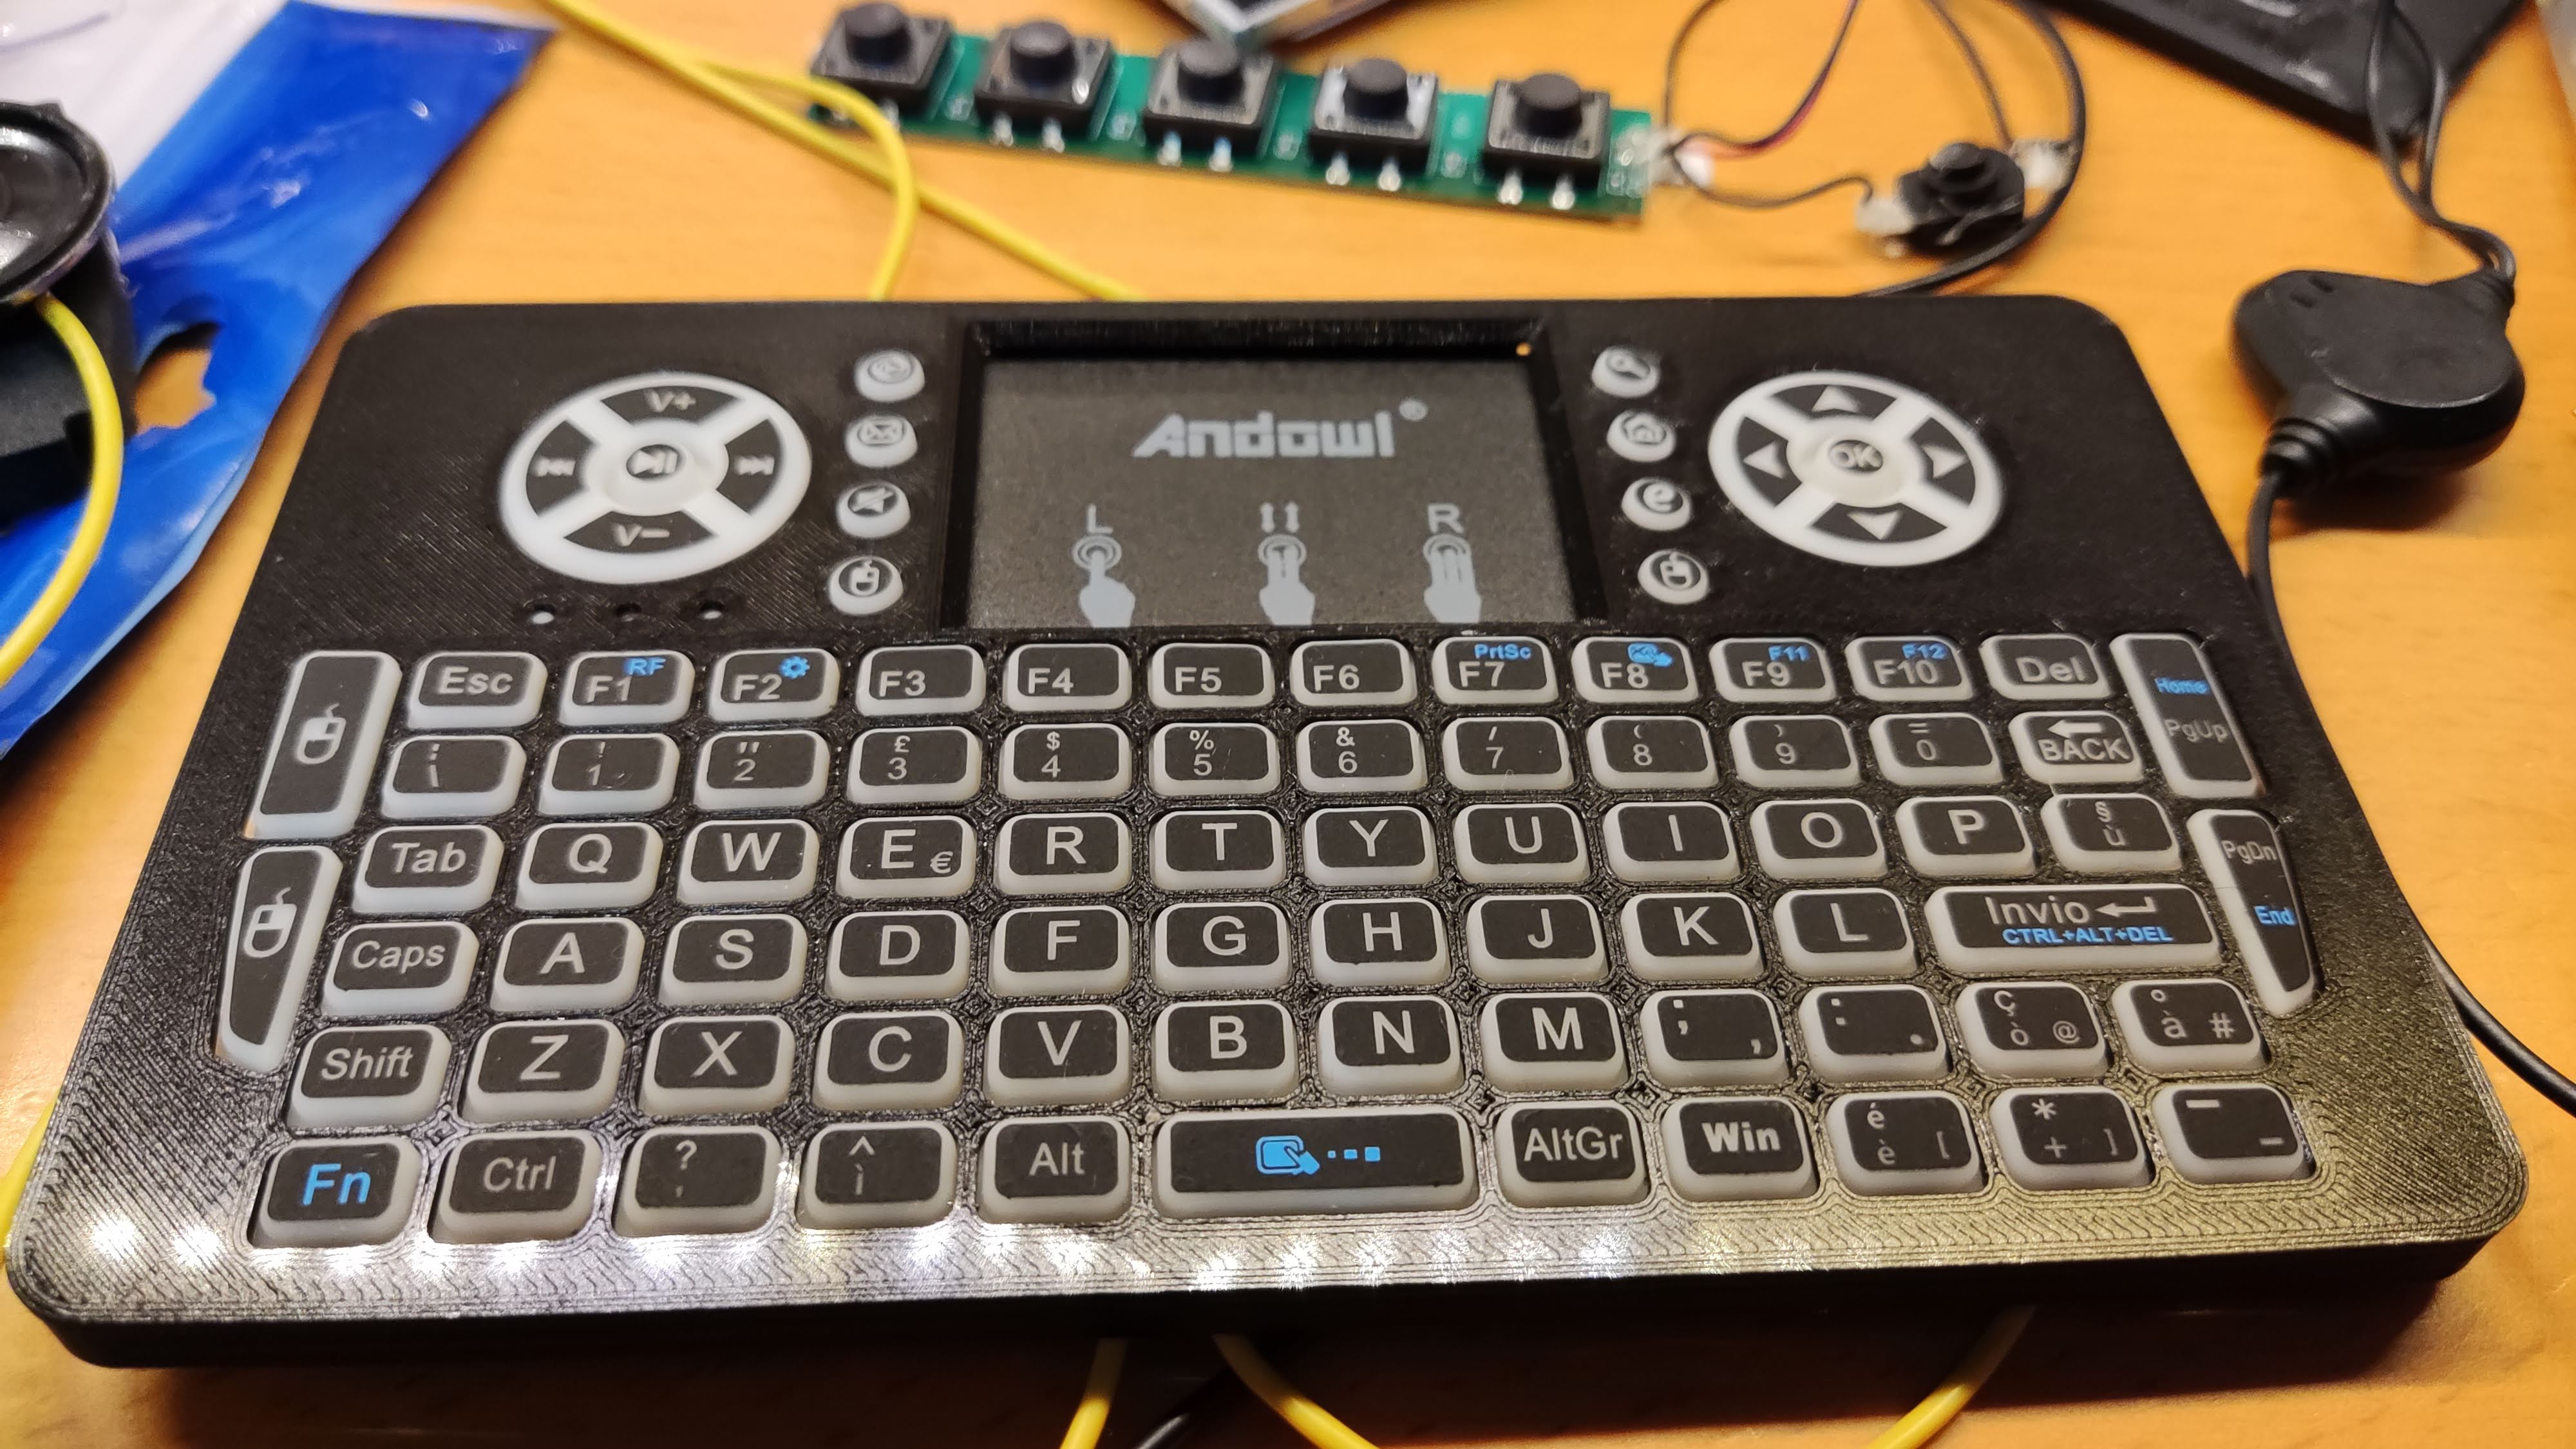 V+
V-
Andowl®
L R
OK
Esc F1 RF F2 F3 F4 F5 F6 F7 PrtSc F8 F9 F11 F10 F12 Del Home
PgUp
| \ ! 1 " 2 £ 3 $ 4 % 5 & 6 / 7 ( 8 ) 9 = 0 BACK
Tab Q W E € R T Y U I O P § ù PgDn
Caps A S D F G H J K L Invio End
CTRL+ALT+DEL
Shift Z X C V B N M ; , : . ç ò @ ° à #
Fn Ctrl ? ' ^ ì Alt AltGr Win é è [ * + ] – _